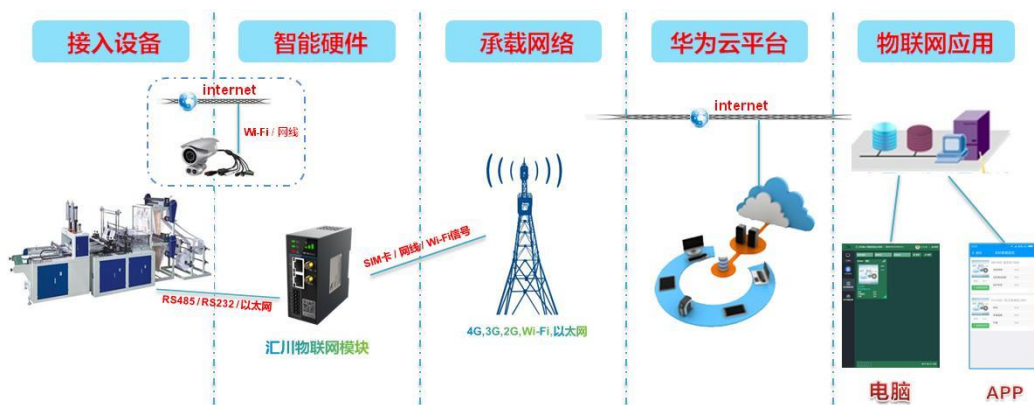 接入设备
智能硬件
承载网络
华为云平台
物联网应用
internet
Wi-Fi / 网线
internet
SIM卡 / 网线/ Wi-Fi信号
RS485 / RS232 / 以太网
汇川物联网模块
4G,3G,2G,Wi-Fi,以太网
电脑
APP